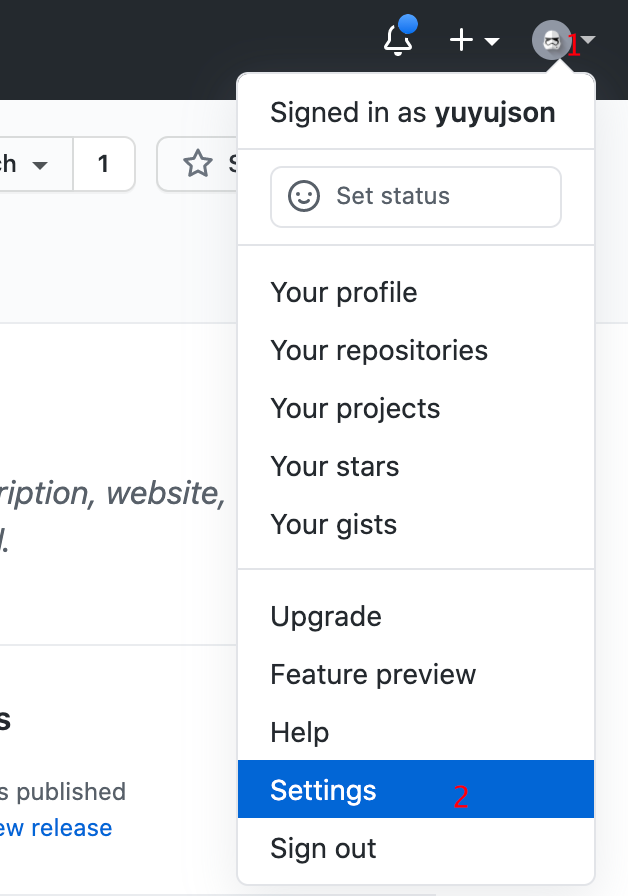 1
Signed in as yuyujson
ch 1 S
Set status
Your profile
Your repositories
Your projects
Your stars
ription, website,
Your gists
l.
Upgrade
Feature preview
s
Help
s published
Settings 2
ew release
Sign out